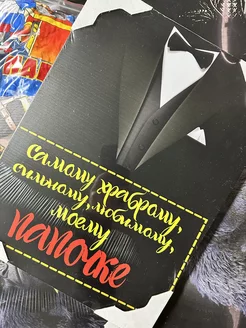 самому храброму,
сильному, любимому,
моему
папочке